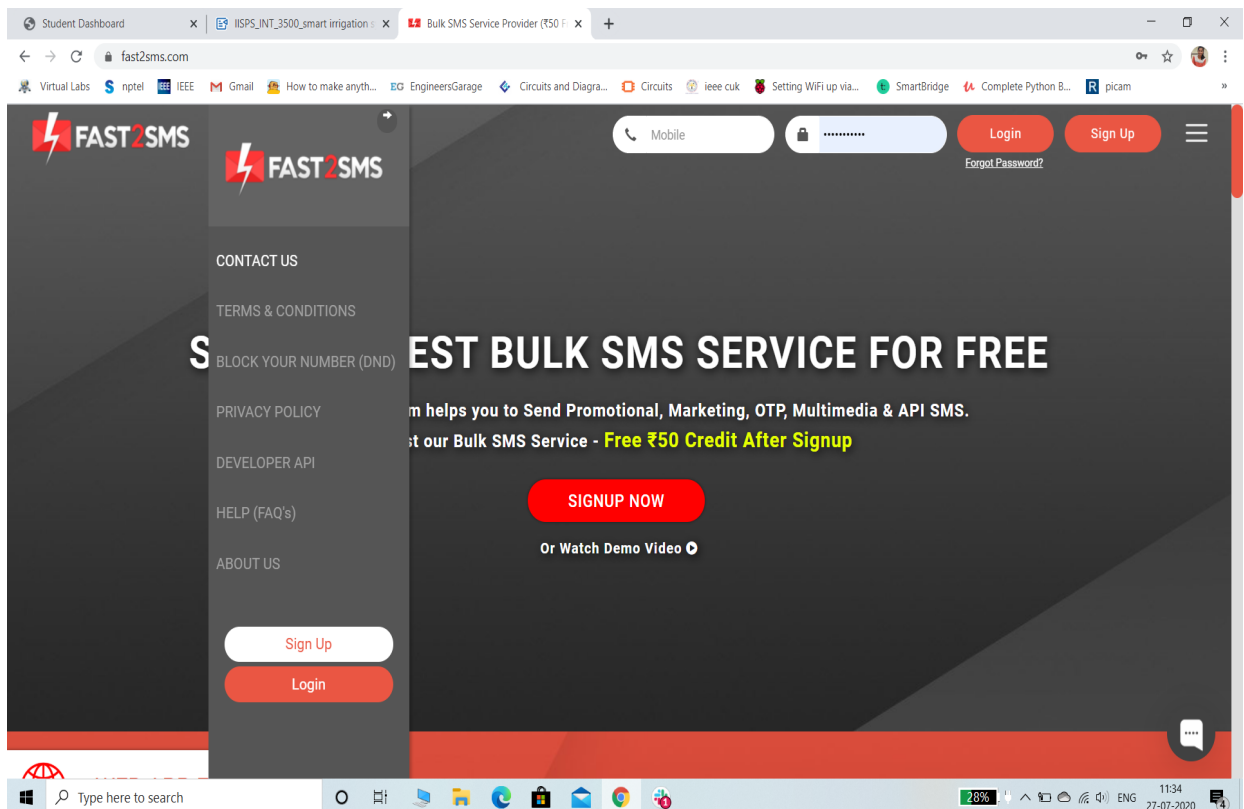 Student Dashboard
IISPS_INT_3500_smart irrigation s
Bulk SMS Service Provider (₹50 F
fast2sms.com
Virtual Labs
nptel
IEEE
Gmail
How to make anyth...
EG EngineersGarage
Circuits and Diagra...
Circuits
ieee cuk
Setting WiFi up via...
SmartBridge
Complete Python B...
R picam
»
FAST2SMS
FAST2SMS
Mobile
Login
Sign Up
Forgot Password?
CONTACT US
TERMS & CONDITIONS
BLOCK YOUR NUMBER (DND)
PRIVACY POLICY
DEVELOPER API
HELP (FAQ's)
ABOUT US
Sign Up
Login
S
EST BULK SMS SERVICE FOR FREE
m helps you to Send Promotional, Marketing, OTP, Multimedia & API SMS.
st our Bulk SMS Service - Free ₹50 Credit After Signup
SIGNUP NOW
Or Watch Demo Video
Type here to search
28%
ENG
11:34
27-07-2020
4